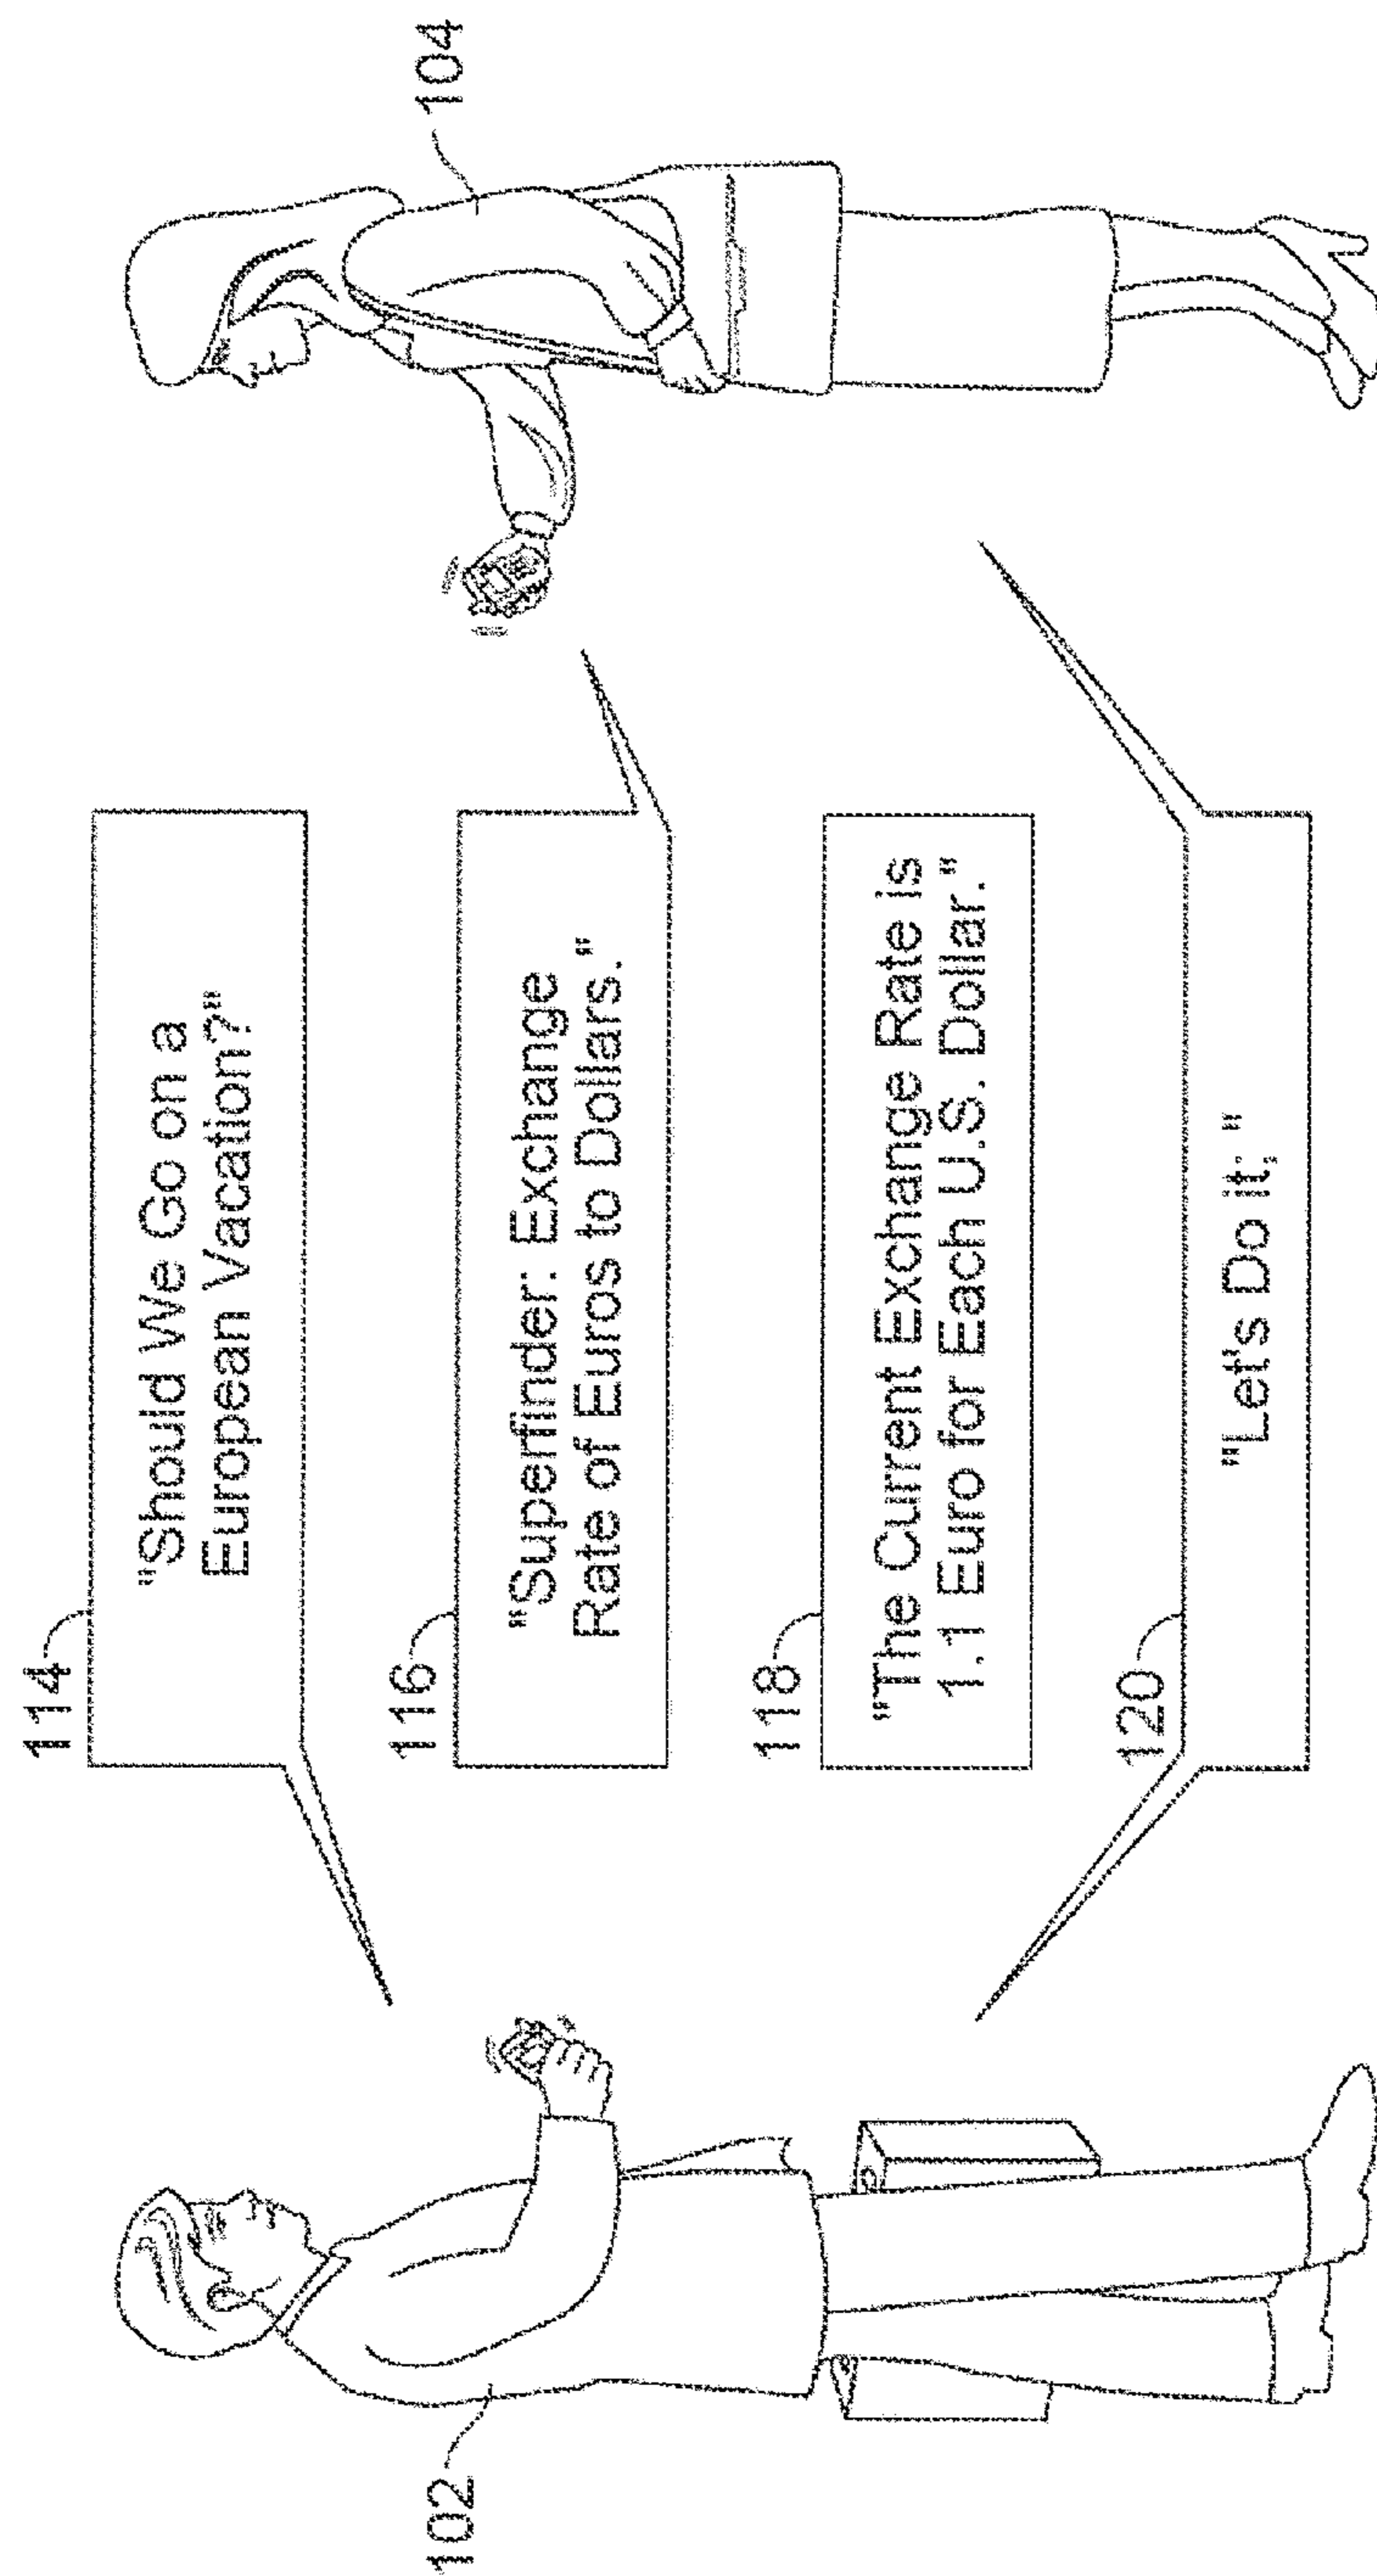 114
"Should We Go on a
European Vacation?"
116
"Superfinder: Exchange
Rate of Euros to Dollars."
104
118
"The Current Exchange Rate is
1.1 Euro for Each U.S. Dollar."
102
120
"Let's Do it."